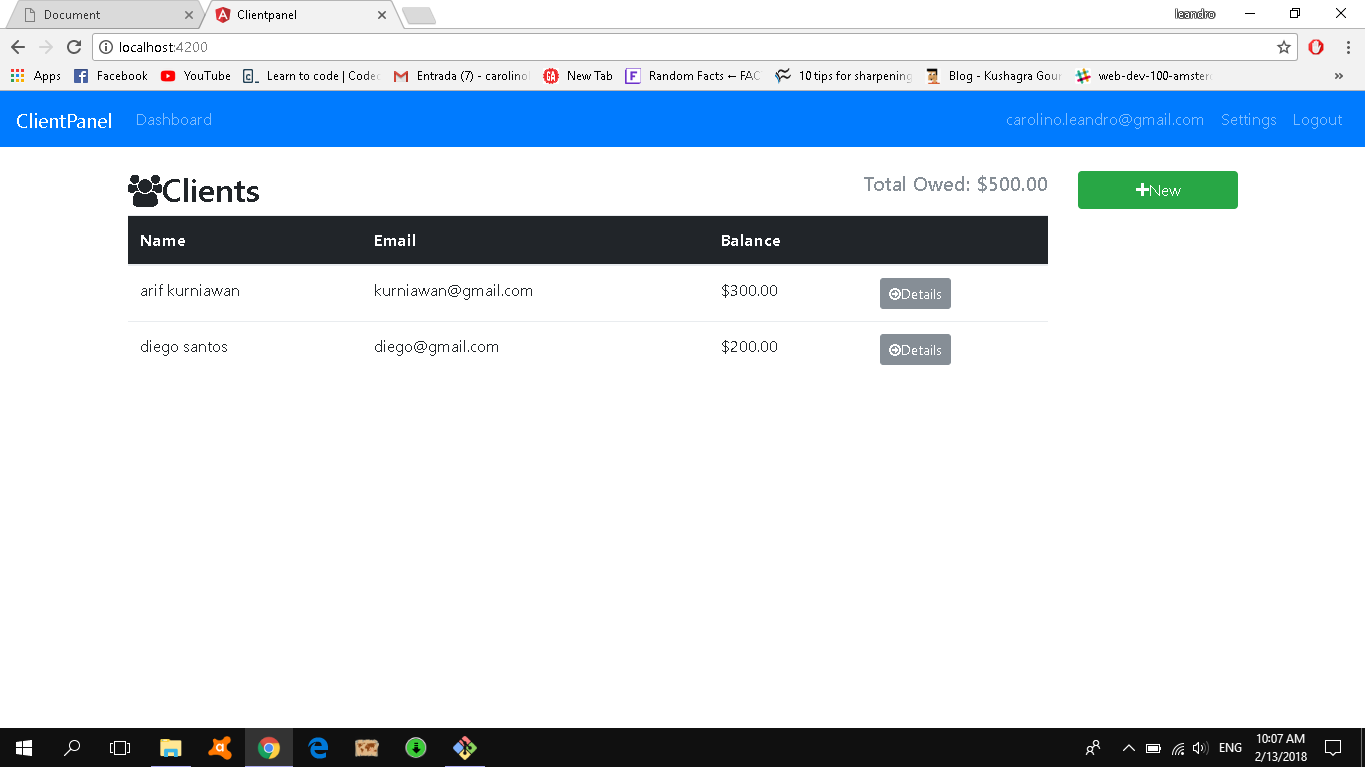 Document
Clientpanel
leandro
localhost:4200
Apps
Facebook
YouTube
Learn to code | Codec
Entrada (7) - carolino
New Tab
Random Facts ← FAC
10 tips for sharpening
Blog - Kushagra Gour
web-dev-100-amster
»
ClientPanel
Dashboard
carolino.leandro@gmail.com
Settings
Logout
Clients
Total Owed: $500.00
New
Name Email Balance
arif kurniawan kurniawan@gmail.com $300.00 Details
diego santos diego@gmail.com $200.00 Details
ENG
10:07 AM
2/13/2018